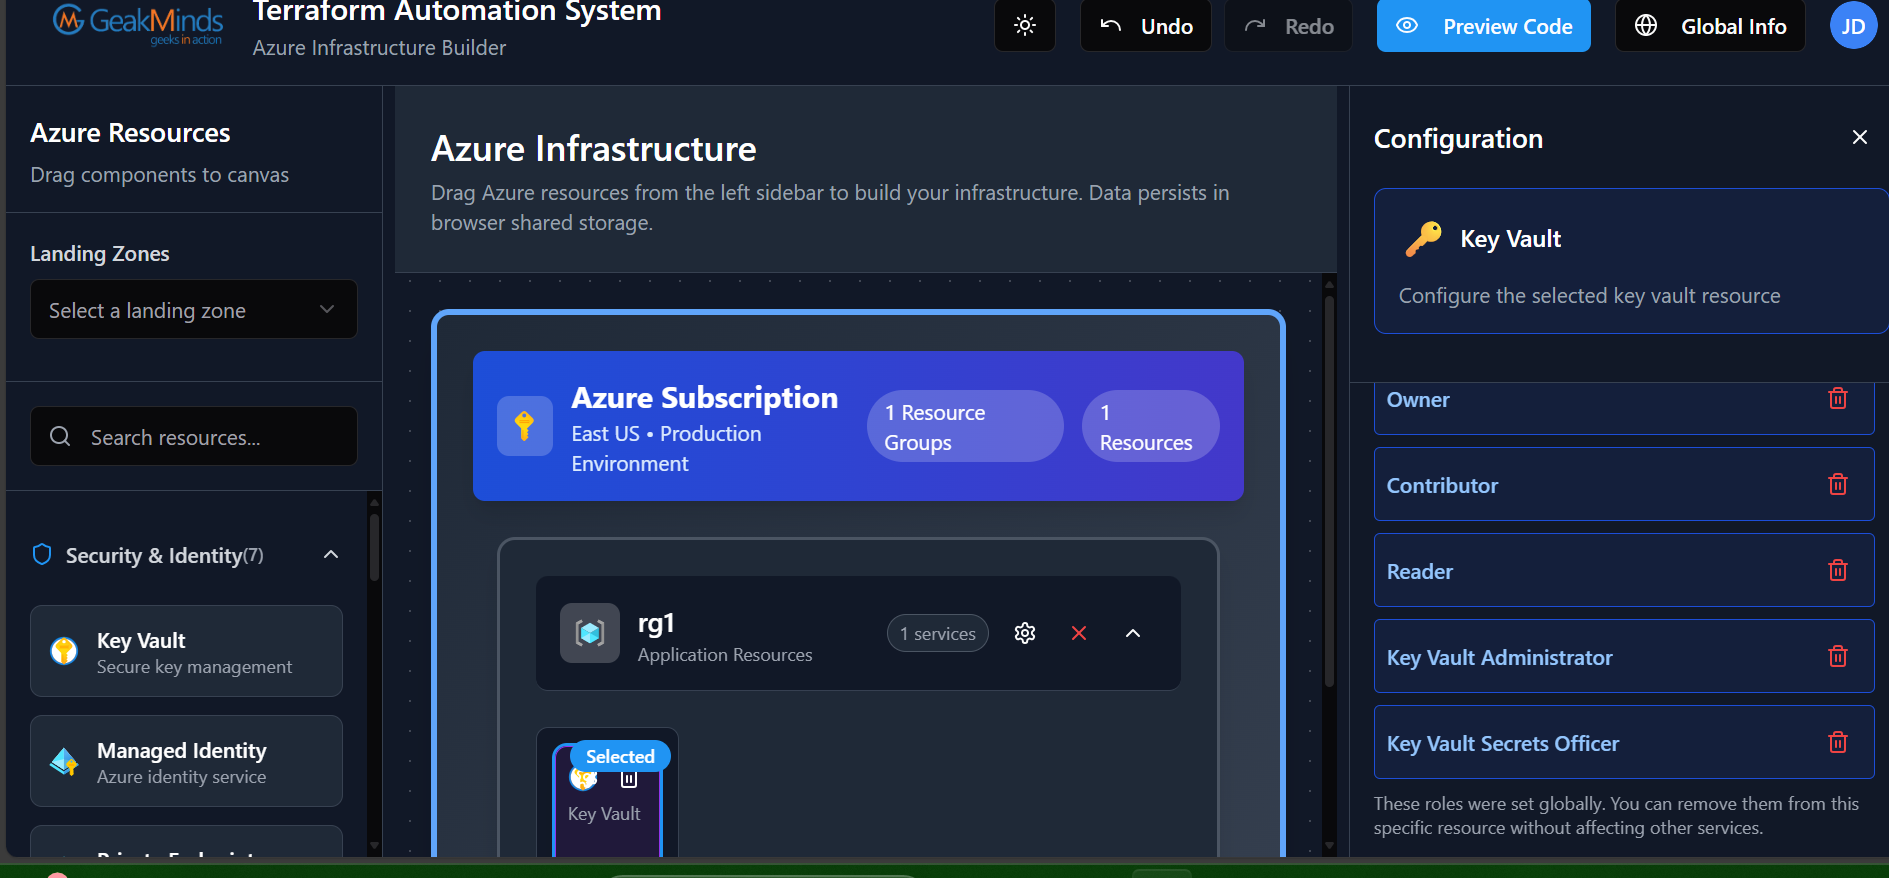 GeakMinds
geeks in action
Terraform Automation System
Azure Infrastructure Builder
Undo
Redo
Preview Code
Global Info
JD
Azure Resources
Drag components to canvas
Landing Zones
Select a landing zone
Search resources...
Security & Identity(7)
Key Vault
Secure key management
Managed Identity
Azure identity service
Private Endpoint
Azure Infrastructure
Drag Azure resources from the left sidebar to build your infrastructure. Data persists in
browser shared storage.
Azure Subscription
East US • Production
Environment
1 Resource
Groups
1
Resources
rg1
Application Resources
1 services
Selected
Key Vault
Configuration
Key Vault
Configure the selected key vault resource
Owner
Contributor
Reader
Key Vault Administrator
Key Vault Secrets Officer
These roles were set globally. You can remove them from this
specific resource without affecting other services.